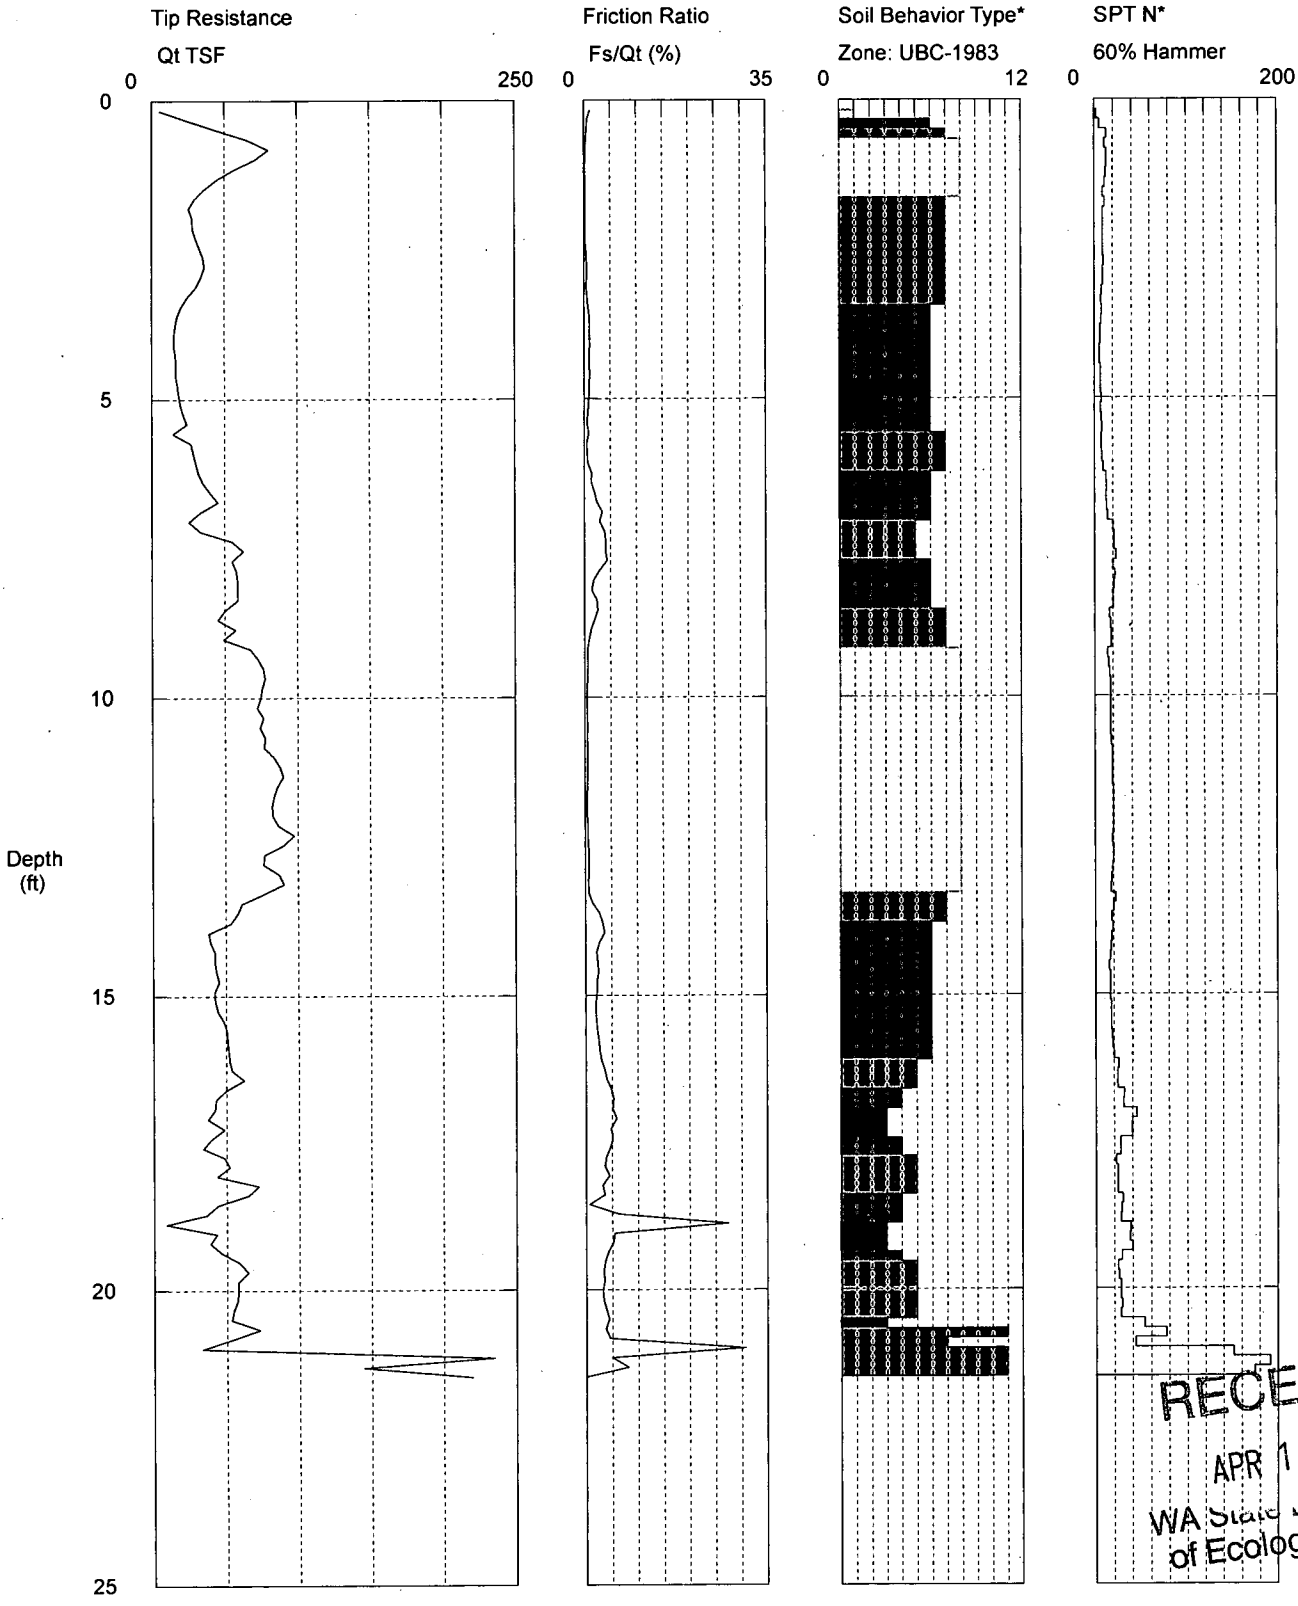 Tip Resistance
Qt TSF
0 250
Friction Ratio
Fs/Qt (%)
0 35
Soil Behavior Type*
Zone: UBC-1983
0 12
SPT N*
60% Hammer
0 200
0
5
10
Depth
(ft)
15
20
25
RECE
APR 1
WA State
of Ecolog